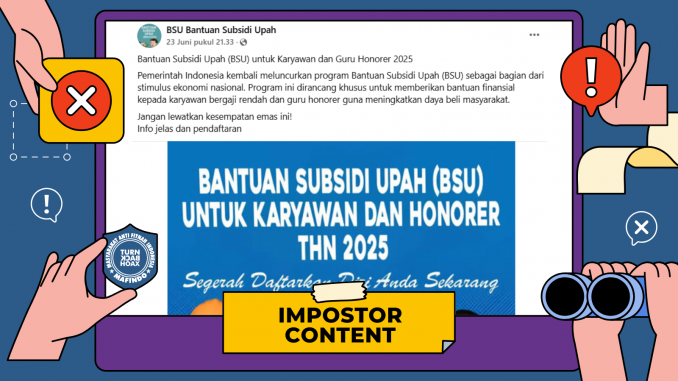 BSU Bantuan Subsidi Upah
23 Juni pukul 21.33 ·
Bantuan Subsidi Upah (BSU) untuk Karyawan dan Guru Honorer 2025
Pemerintah Indonesia kembali meluncurkan program Bantuan Subsidi Upah (BSU) sebagai bagian dari
stimulus ekonomi nasional. Program ini dirancang khusus untuk memberikan bantuan finansial
kepada karyawan bergaji rendah dan guru honorer guna meningkatkan daya beli masyarakat.
Jangan lewatkan kesempatan emas ini!
Info jelas dan pendaftaran
BANTUAN SUBSIDI UPAH (BSU)
UNTUK KARYAWAN DAN HONORER
THN 2025
Segerah Daftarkan Diri Anda Sekarang
MASYARAKAT ANTI FITNAH INDONESIA
TURN
BACK
HOAX
MAFINDO
IMPOSTOR
CONTENT